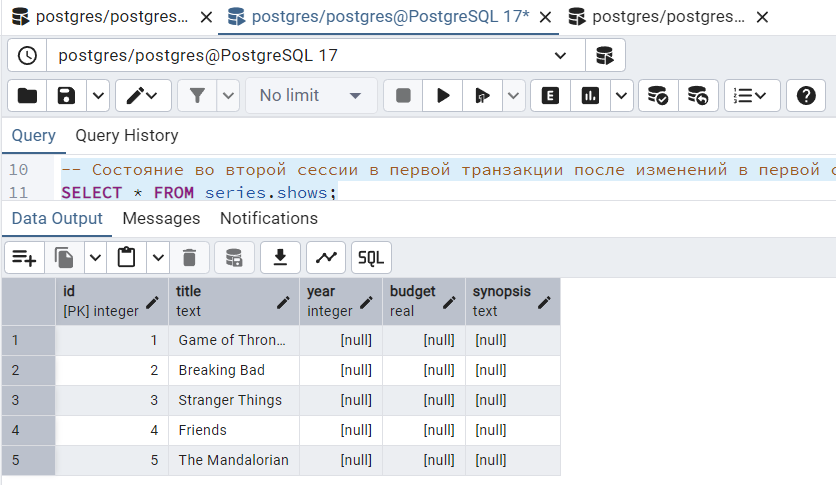 postgres/postgres... postgres/postgres@PostgreSQL 17* postgres/postgres...
postgres/postgres@PostgreSQL 17
No limit E SQL ?
Query Query History
10 -- Состояние во второй сессии в первой транзакции после изменений в первой с
11 SELECT * FROM series.shows;
Data Output Messages Notifications
SQL
id title year budget synopsis
[PK] integer text integer real text
1 1 Game of Thron... [null] [null] [null]
2 2 Breaking Bad [null] [null] [null]
3 3 Stranger Things [null] [null] [null]
4 4 Friends [null] [null] [null]
5 5 The Mandalorian [null] [null] [null]